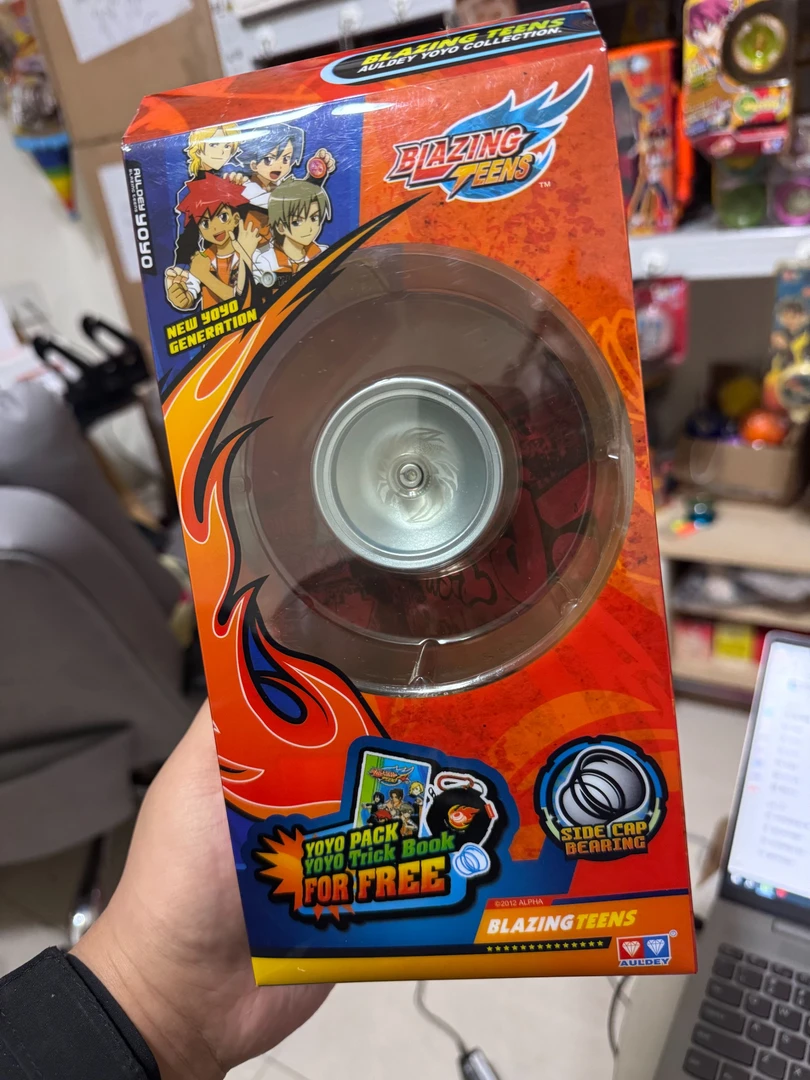 BLAZING TEENS
AULDEY YOYO COLLECTION.
BLAZING
TEENS
TM
AULDEY YOYO
NEW YOYO
GENERATION
YOYO PACK
YOYO Trick Book
FOR FREE
SIDE CAP
BEARING
©2012 ALPHA
BLAZING TEENS
AULDEY
®